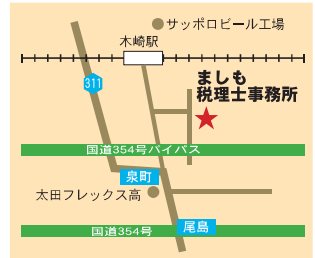 サッポロビール工場
木崎駅
ましも
税理士事務所
311
国道354号バイパス
泉町
太田フレックス高
国道354号
尾島